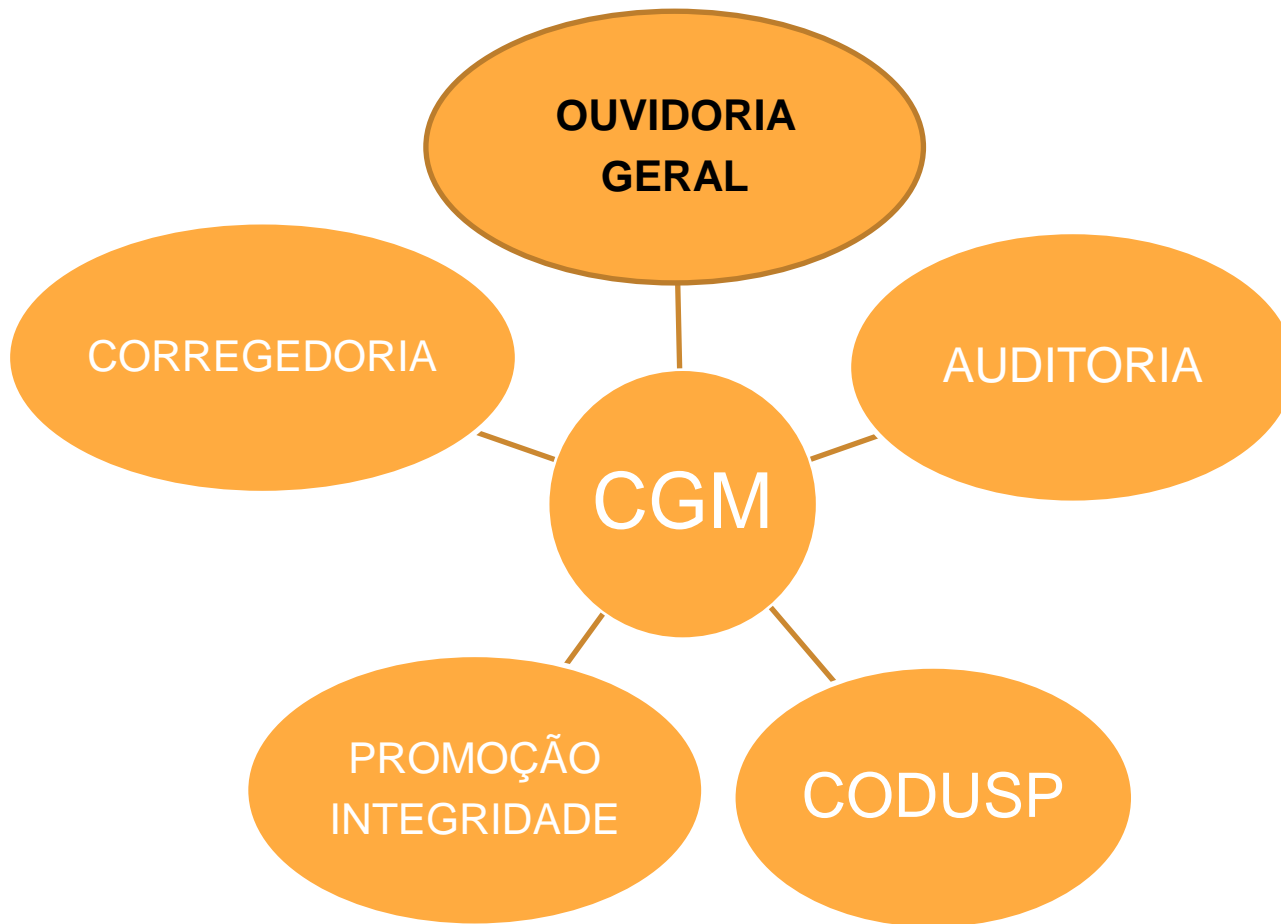 OUVIDORIA
GERAL
CORREGEDORIA
AUDITORIA
CGM
PROMOÇÃO
INTEGRIDADE
CODUSP